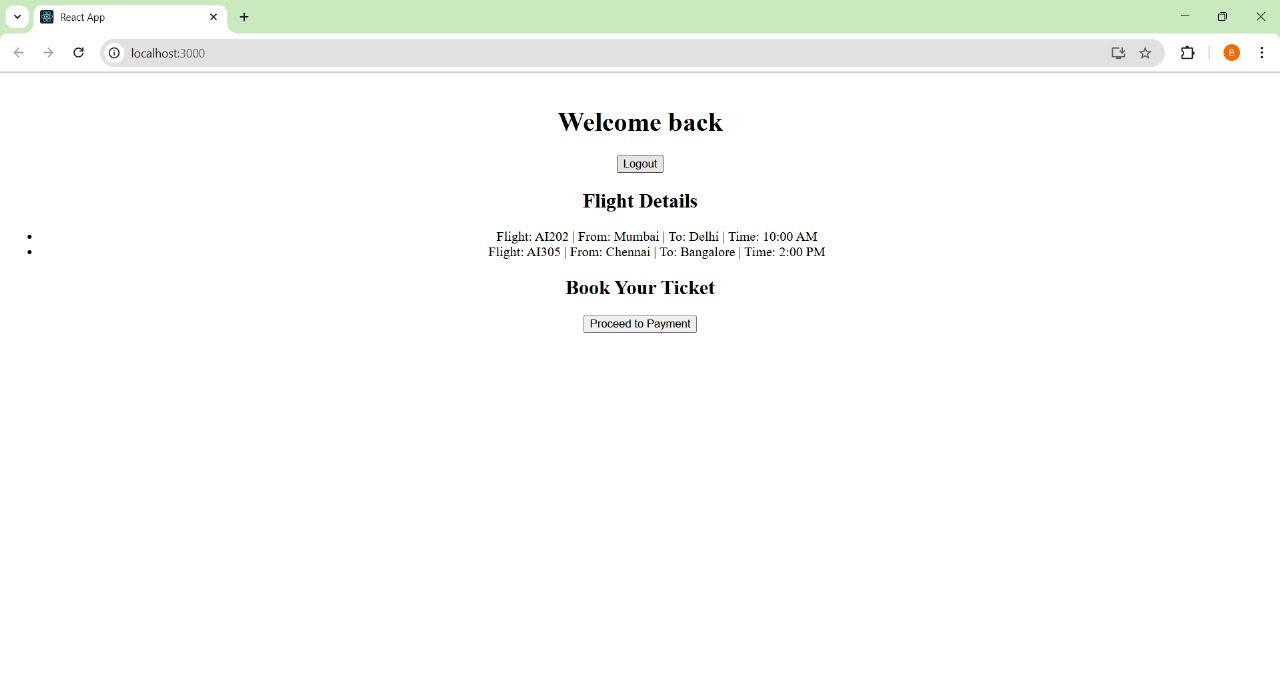 React App
localhost:3000
B
Welcome back
Logout
Flight Details
Flight: AI202 | From: Mumbai | To: Delhi | Time: 10:00 AM
Flight: AI305 | From: Chennai | To: Bangalore | Time: 2:00 PM
Book Your Ticket
Proceed to Payment